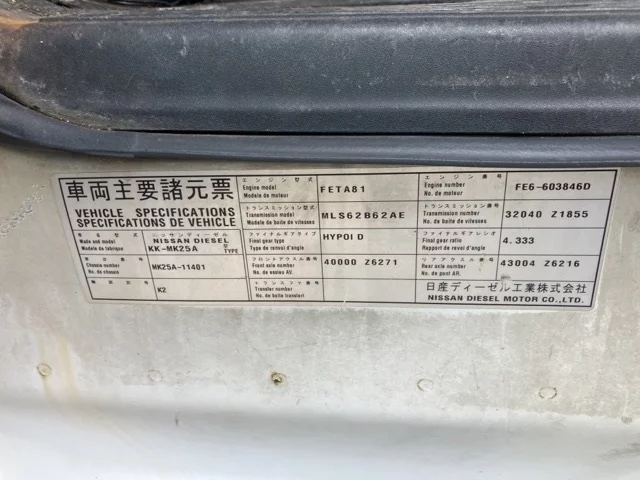 車両主要諸元票
VEHICLE SPECIFICATIONS
SPECIFICATIONS DE VEHICLE
車名型式 ニッサンディーゼル 型
Make and model NISSAN DIESEL
Modele de fabrique KK-MK25A TYPE
車台番号
Chassis number MK25A-11401
No. de chassis
K2
エンジン型式
Engine model FETA81
Modele de moteur
エンジン番号
Engine number FE6-603846D
No. de moteur
トランスミッション型式
Transmission model MLS62B62AE
Modele de boite de vitesses
トランスミッション番号
Transmission number 32040 Z1855
No. de boite de vitesses
ファイナルギアタイプ
Final gear type HYPOI D
Type de renvoi d'angle
ファイナルギアレシオ
Final gear ratio 4.333
Rapport de renvoi d'angle
フロントアクスル番号
Front axle number 40000 Z6271
No. de essieu AV.
リアアクスル番号
Rear axle number 43004 Z6216
No. de pont AR.
トランスファ番号
Transfer number
No. de boite transfert
日産ディーゼル工業株式会社
NISSAN DIESEL MOTOR CO.,LTD.